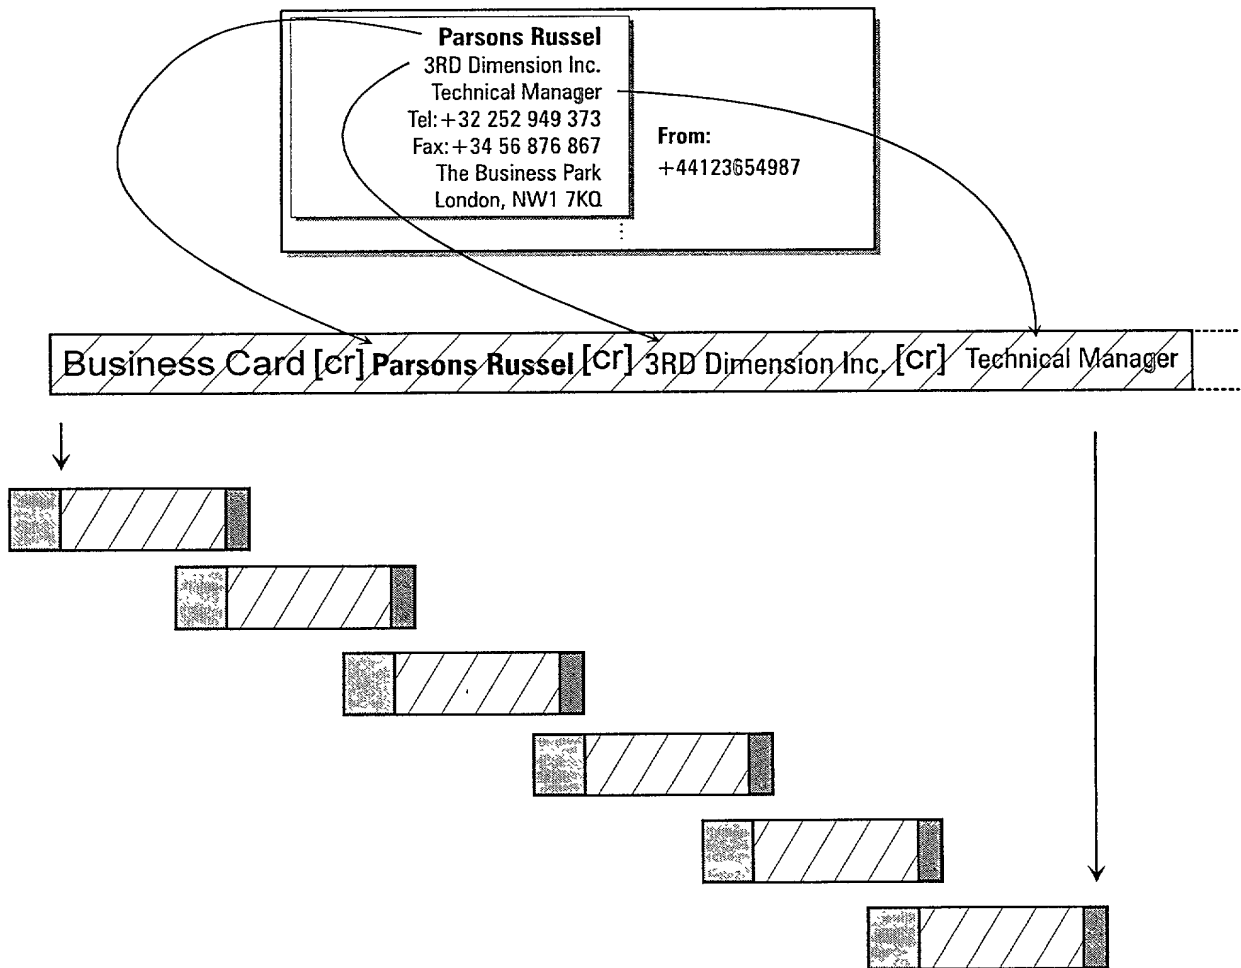 Parsons Russel
3RD Dimension Inc.
Technical Manager
Tel:+32 252 949 373
Fax:+34 56 876 867
The Business Park
London, NW1 7KQ
From:
+44123654987
Business Card [cr] Parsons Russel [cr] 3RD Dimension Inc. [cr] Technical Manager